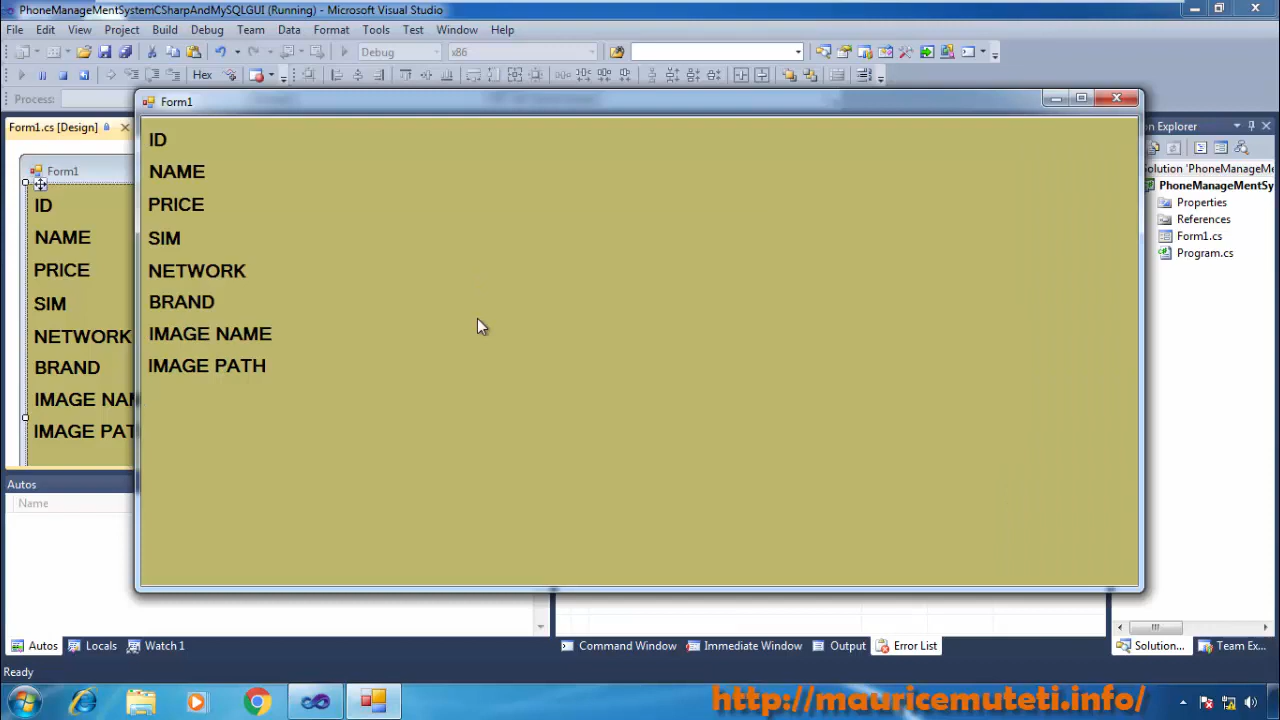 PhoneManageMentSystemCSharpAndMySQLGUI (Running) - Microsoft Visual Studio
File Edit View Project Build Debug Team Data Format Tools Test Window Help
Debug x86
Hex
Process:
Form1.cs [Design]
Form1
ID
NAME
PRICE
SIM
NETWORK
BRAND
IMAGE NAM
IMAGE PAT
Form1
ID
NAME
PRICE
SIM
NETWORK
BRAND
IMAGE NAME
IMAGE PATH
n Explorer
Solution 'PhoneManageMe
PhoneManageMentSy
Properties
References
Form1.cs
Program.cs
Autos
Name
Autos Locals Watch 1
Command Window Immediate Window Output Error List
Solution... Team Ex...
Ready
http://mauricemuteti.info/